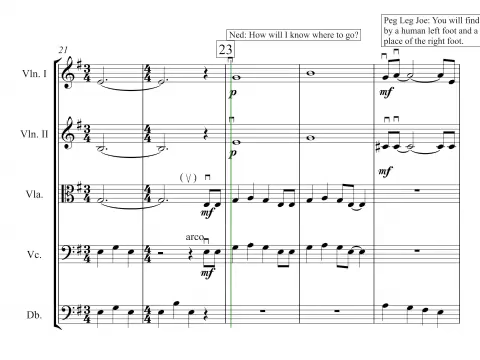 Ned: How will I know where to go?
Peg Leg Joe: You will find
by a human left foot and a
place of the right foot.
21
23
Vln. I
p
mf
Vln. II
p
mf
Vla.
mf
arco
Vc.
mf
Db.